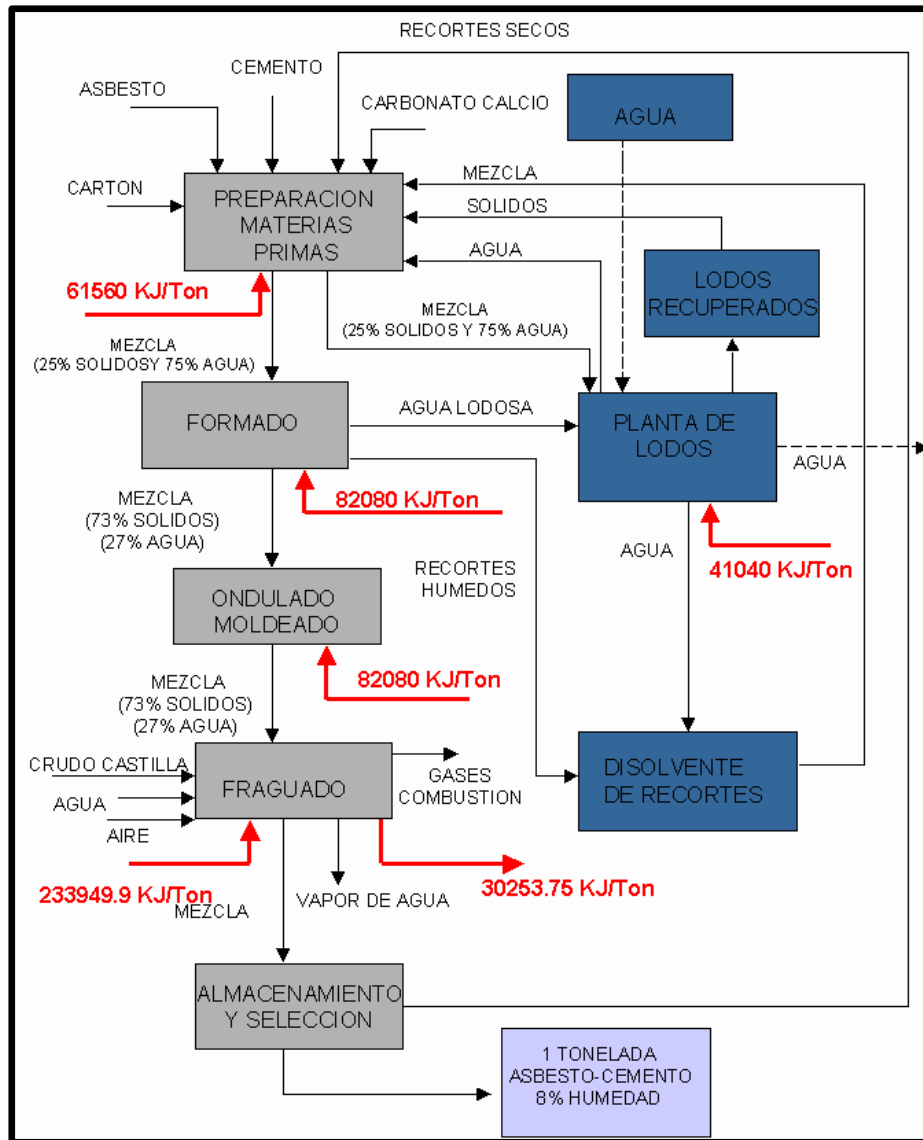 RECORTES SECOS
CEMENTO
ASBESTO
CARBONATO CALCIO
AGUA
CARTON
PREPARACION
MATERIAS
PRIMAS
MEZCLA
SOLIDOS
AGUA
LODOS
RECUPERADOS
61560 KJ/Ton
MEZCLA
(25% SOLIDOS Y 75% AGUA)
MEZCLA
(25% SOLIDOSY 75% AGUA)
FORMADO
AGUA LODOSA
PLANTA DE
LODOS
AGUA
82080 KJ/Ton
MEZCLA
(73% SOLIDOS)
(27% AGUA)
AGUA
41040 KJ/Ton
RECORTES
HUMEDOS
ONDULADO
MOLDEADO
82080 KJ/Ton
MEZCLA
(73% SOLIDOS)
(27% AGUA)
CRUDO CASTILLA
AGUA
AIRE
FRAGUADO
GASES
COMBUSTION
DISOLVENTE
DE RECORTES
233949.9 KJ/Ton
30253.75 KJ/Ton
VAPOR DE AGUA
MEZCLA
ALMACENAMIENTO
Y SELECCION
1 TONELADA
ASBESTO-CEMENTO
8% HUMEDAD